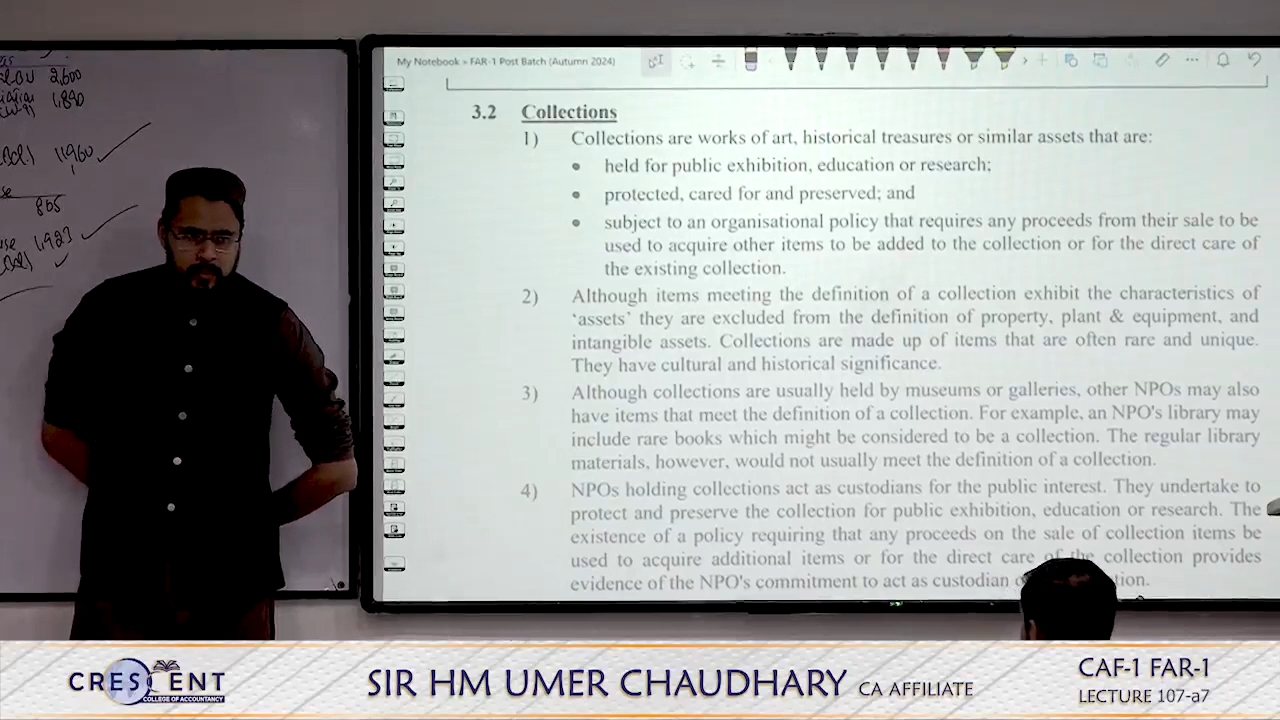 2,600
1,890
11960
865
1,923
My Notebook > FAR-1 Post Batch (Autumn 2024)
3.2 Collections
1) Collections are works of art, historical treasures or similar assets that are:
• held for public exhibition, education or research;
• protected, cared for and preserved; and
• subject to an organisational policy that requires any proceeds from their sale to be
used to acquire other items to be added to the collection or for the direct care of
the existing collection.
2) Although items meeting the definition of a collection exhibit the characteristics of
‘assets’ they are excluded from the definition of property, plant & equipment, and
intangible assets. Collections are made up of items that are often rare and unique.
They have cultural and historical significance.
3) Although collections are usually held by museums or galleries, other NPOs may also
have items that meet the definition of a collection. For example, an NPO's library may
include rare books which might be considered to be a collection. The regular library
materials, however, would not usually meet the definition of a collection.
4) NPOs holding collections act as custodians for the public interest. They undertake to
protect and preserve the collection for public exhibition, education or research. The
existence of a policy requiring that any proceeds on the sale of collection items be
used to acquire additional items or for the direct care of the collection provides
evidence of the NPO's commitment to act as custodian
CRESCENT
COLLEGE OF ACCOUNTANCY
SIR HM UMER CHAUDHARY CA AFFILIATE
CAF-1 FAR-1
LECTURE 107-a7